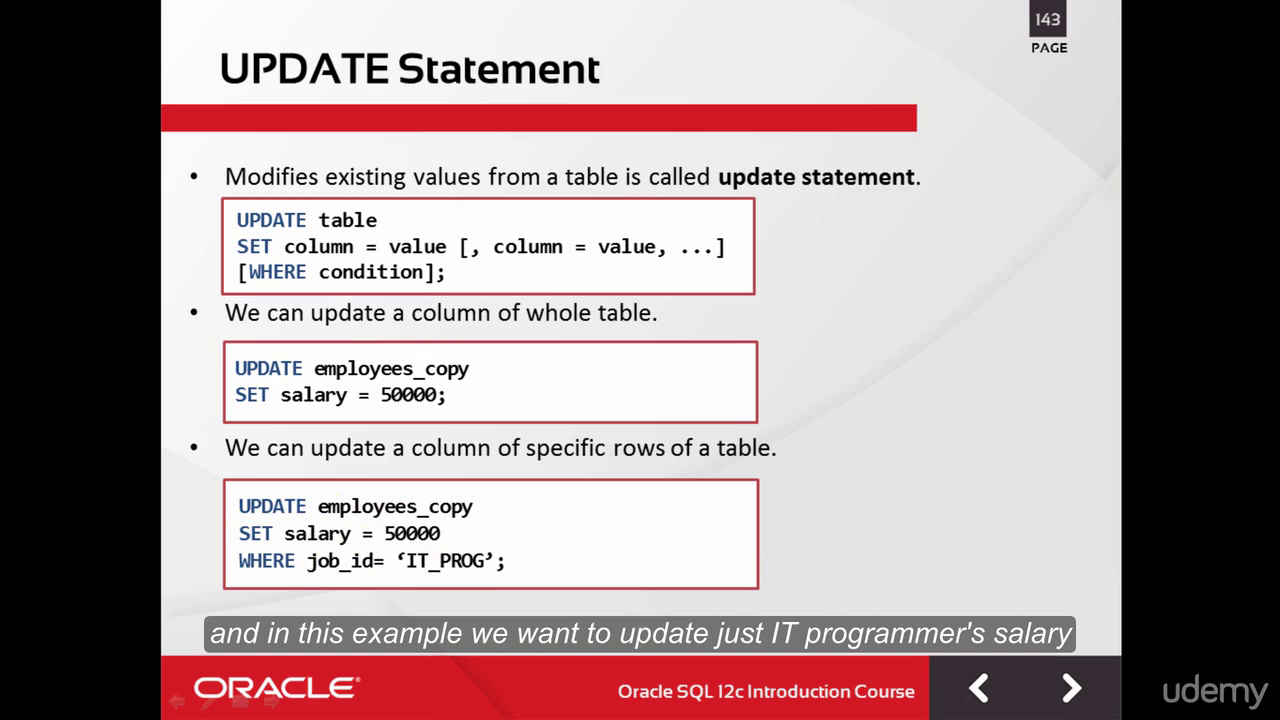 143
PAGE
UPDATE Statement
• Modifies existing values from a table is called update statement.
UPDATE table
SET column = value [, column = value, ...]
[WHERE condition];
• We can update a column of whole table.
UPDATE employees_copy
SET salary = 50000;
• We can update a column of specific rows of a table.
UPDATE employees_copy
SET salary = 50000
WHERE job_id= ‘IT_PROG’;
and in this example we want to update just IT programmer's salary
ORACLE®
Oracle SQL 12c Introduction Course
udemy